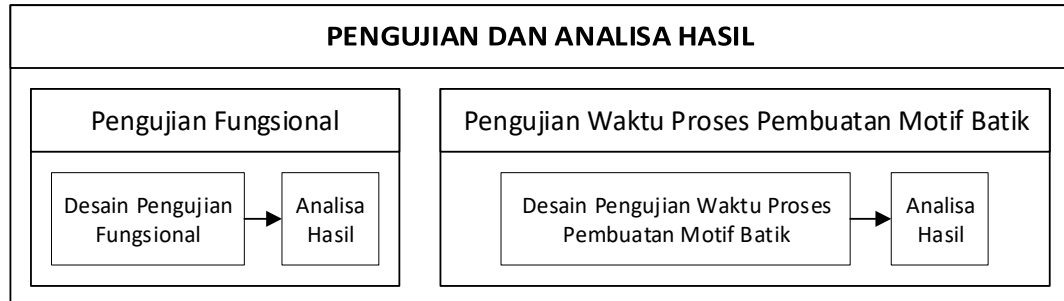 PENGUJIAN DAN ANALISA HASIL
Pengujian Fungsional
Desain Pengujian
Fungsional
Analisa
Hasil
Pengujian Waktu Proses Pembuatan Motif Batik
Desain Pengujian Waktu Proses
Pembuatan Motif Batik
Analisa
Hasil